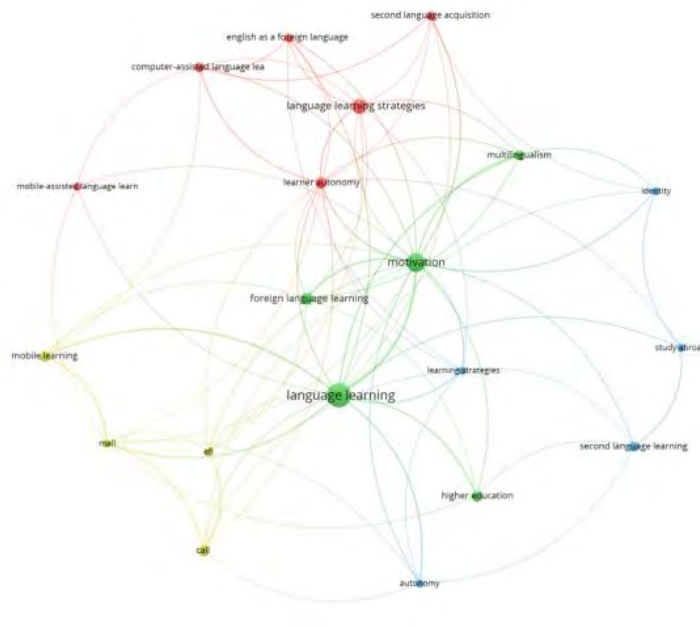 second language acquisition
english as a foreign language
computer-assisted language lea
language learning strategies
multilingualism
learner autonomy
mobile-assisted language learn
identity
motivation
foreign language learning
study abroa
mobile learning
learning strategies
language learning
mall
second language learning
efl
higher education
call
autonomy